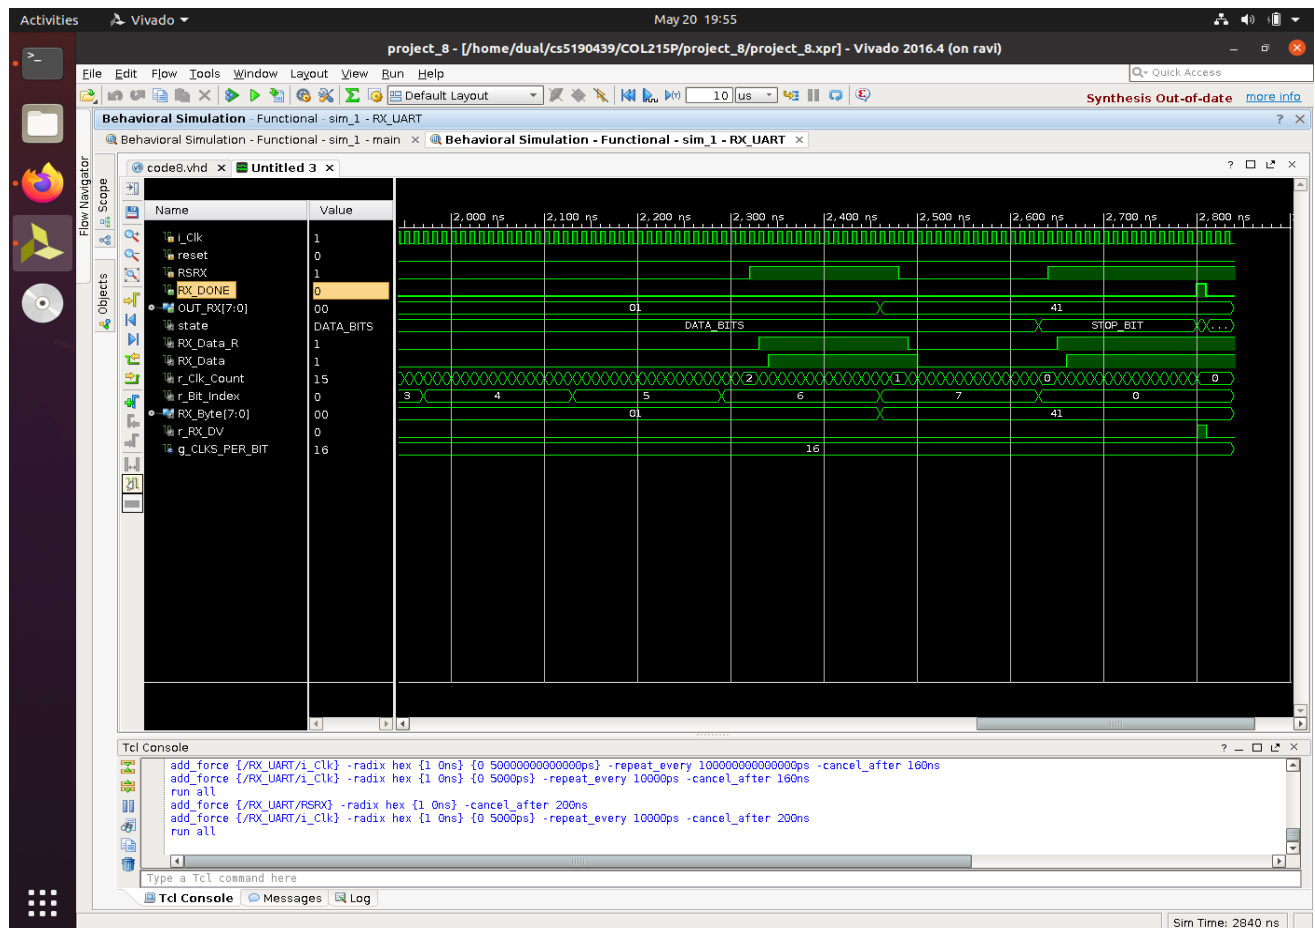 Activities Vivado May 20 19:55
project_8 - [/home/dual/cs5190439/COL215P/project_8/project_8.xpr] - Vivado 2016.4 (on ravi)
File Edit Flow Tools Window Layout View Run Help Quick Access
Default Layout 10 us Synthesis Out-of-date more info
Behavioral Simulation - Functional - sim_1 - RX_UART
Behavioral Simulation - Functional - sim_1 - main Behavioral Simulation - Functional - sim_1 - RX_UART
Flow Navigator
Scope
Objects
code8.vhd Untitled 3
Name Value
2,000 ns 2,100 ns 2,200 ns 2,300 ns 2,400 ns 2,500 ns 2,600 ns 2,700 ns 2,800 ns
i_Clk 1
reset 0
RSRX 1
RX_DONE 0
OUT_RX[7:0] 00 01 41
state DATA_BITS DATA_BITS STOP_BIT ...
RX_Data_R 1
RX_Data 1
r_Clk_Count 15 2 1 0 0
r_Bit_Index 0 3 4 5 6 7 0
RX_Byte[7:0] 00 01 41
r_RX_DV 0
g_CLKS_PER_BIT 16 16
Tcl Console
add_force {/RX_UART/i_Clk} -radix hex {1 0ns} {0 50000000000000ps} -repeat_every 100000000000000ps -cancel_after 160ns
add_force {/RX_UART/i_Clk} -radix hex {1 0ns} {0 5000ps} -repeat_every 10000ps -cancel_after 160ns
run all
add_force {/RX_UART/RSRX} -radix hex {1 0ns} -cancel_after 200ns
add_force {/RX_UART/i_Clk} -radix hex {1 0ns} {0 5000ps} -repeat_every 10000ps -cancel_after 200ns
run all
Type a Tcl command here
Tcl Console Messages Log
Sim Time: 2840 ns